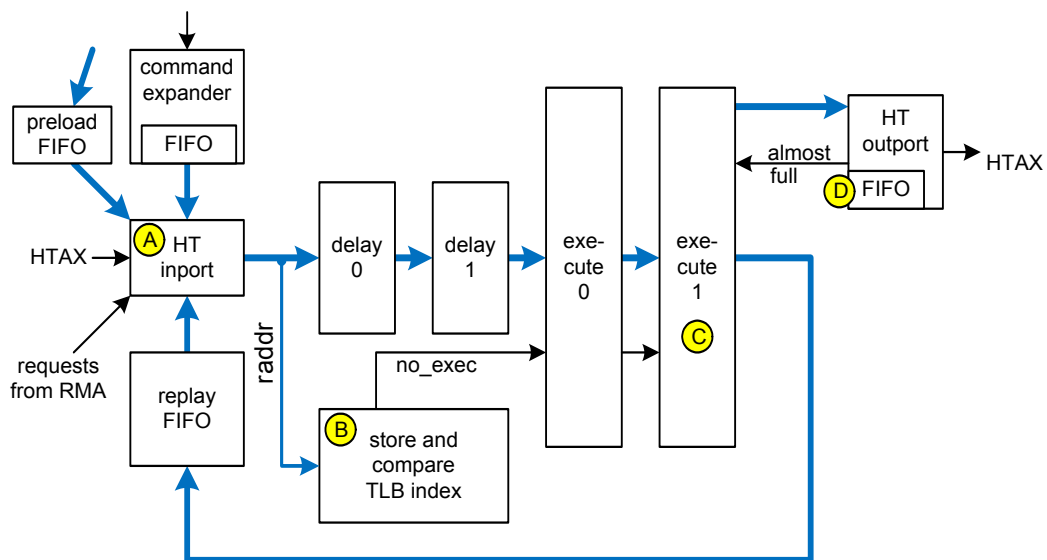 command
expander
FIFO
preload
FIFO
HT
outport
almost
full
HTAX
D
FIFO
A
HT
inport
HTAX
delay
0
delay
1
exe-
cute
0
exe-
cute
1
C
raddr
no_exec
requests
from RMA
replay
FIFO
B
store and
compare
TLB index